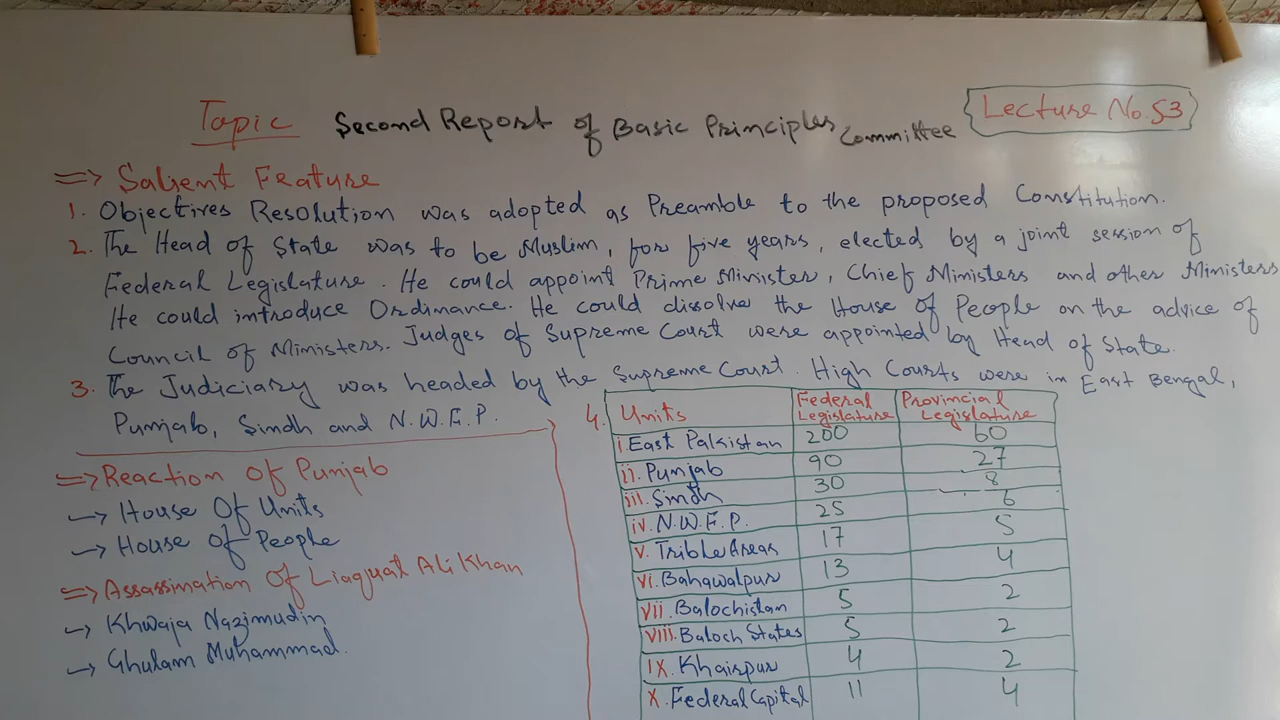 Topic Second Report of Basic Principles Committee
Lecture No.53
=> Salient Feature
1. Objectives Resolution was adopted as Preamble to the proposed Constitution.
2. The Head of State was to be Muslim, for five years, elected by a joint session of
Federal Legislature. He could appoint Prime Minister, Chief Ministers and other Ministers
He could introduce Ordinance. He could dissolve the House of People on the advice of
Council of Ministers. Judges of Supreme Court were appointed by Head of State.
3. The Judiciary was headed by the Supreme Court. High Courts were in East Bengal,
Punjab, Sindh and N.W.F.P.
=> Reaction of Punjab
→ House Of Units
→ House of People
=> Assassination Of Liaquat Ali Khan
→ Khwaja Nazimudin
→ Ghulam Muhammad.
4. Units Federal Legislature Provincial Legislature
i. East Pakistan 200 60
ii. Punjab 90 27
iii. Sindh 30 8
iv. N.W.F.P. 25 6
v. Trible Areas 17 5
vi. Bahawalpur 13 4
vii. Balochistan 5 2
viii. Baloch States 5 2
ix. Khairpur 4 2
x. Federal Capital 11 4